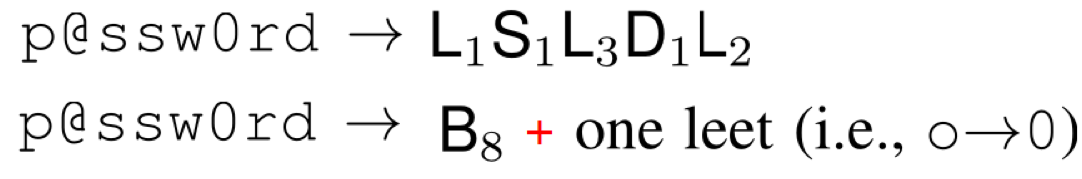 p@ssw0rd → L₁S₁L₃D₁L₂
p@ssw0rd → B₈ + one leet (i.e., o→0)